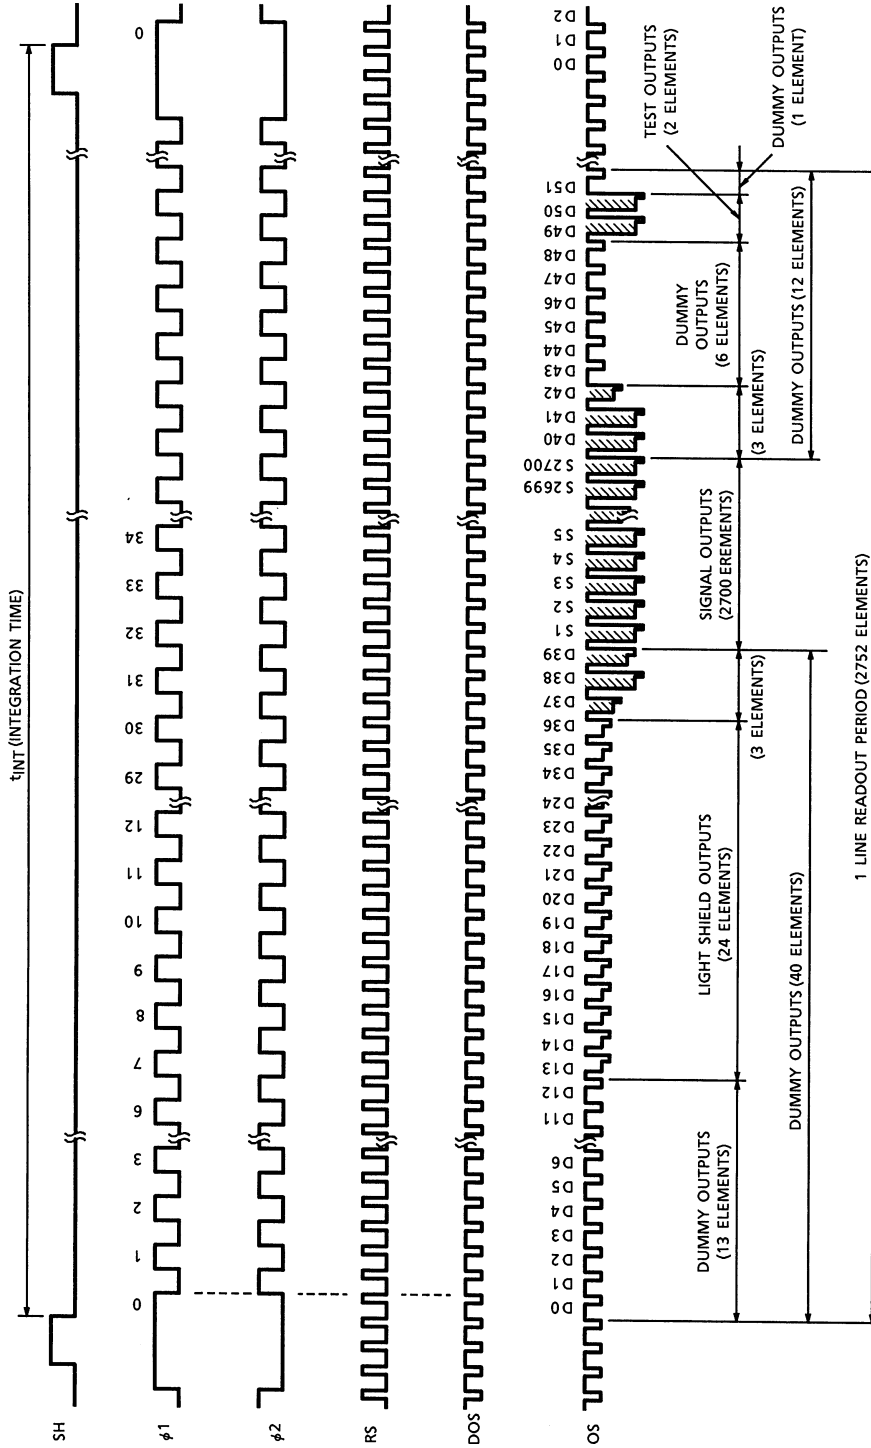 tINT (INTEGRATION TIME)
SH
φ1
0 1 2 3 6 7 8 9 10 11 12 29 30 31 32 33 34 0
φ2
RS
DOS
OS
D0 D1 D2 D3 D4 D5 D6 D11 D12 D13 D14 D15 D16 D17 D18 D19 D20 D21 D22 D23 D24 D34 D35 D36 D37 D38 D39 S1 S2 S3 S4 S5 S2699 S2700 D40 D41 D42 D43 D44 D45 D46 D47 D48 D49 D50 D51 D0 D1 D2
DUMMY OUTPUTS
(13 ELEMENTS)
LIGHT SHIELD OUTPUTS
(24 ELEMENTS)
(3 ELEMENTS)
SIGNAL OUTPUTS
(2700 EREMENTS)
(3 ELEMENTS)
DUMMY
OUTPUTS
(6 ELEMENTS)
TEST OUTPUTS
(2 ELEMENTS)
DUMMY OUTPUTS
(1 ELEMENT)
DUMMY OUTPUTS (40 ELEMENTS)
DUMMY OUTPUTS (12 ELEMENTS)
1 LINE READOUT PERIOD (2752 ELEMENTS)